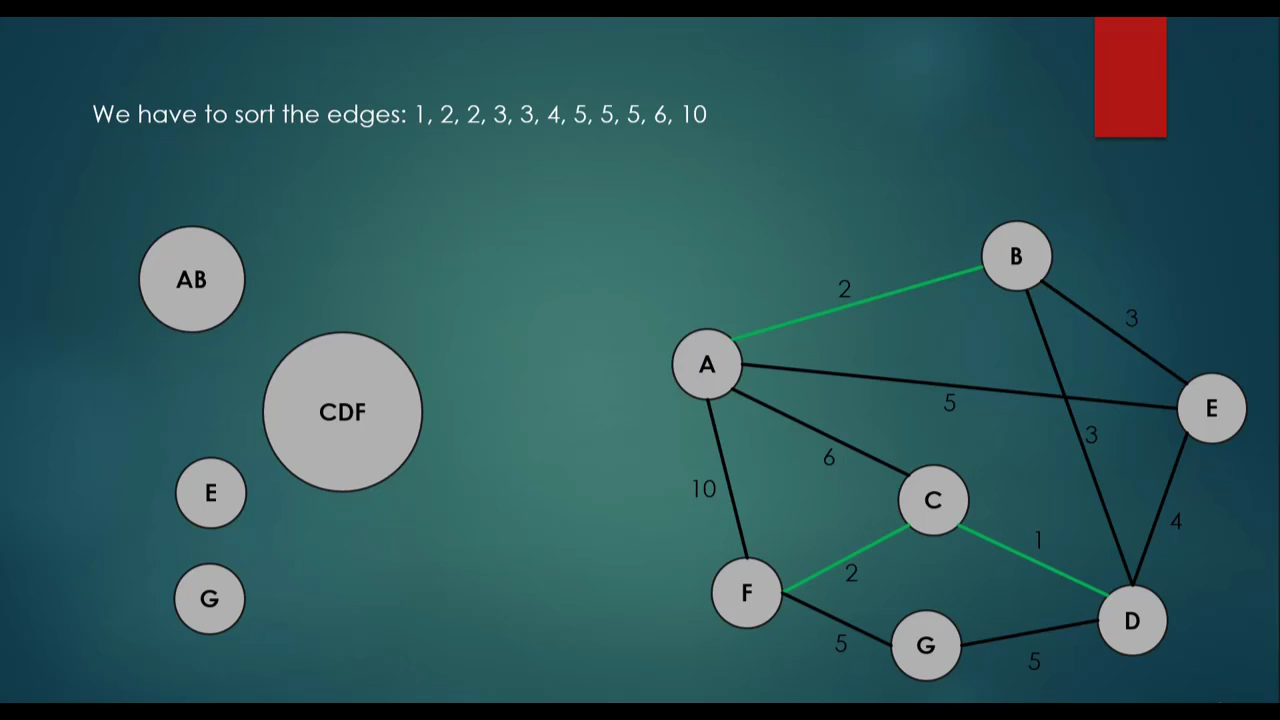 We have to sort the edges: 1, 2, 2, 3, 3, 4, 5, 5, 5, 6, 10
AB
CDF
E
G
B
2
3
A
E
5
3
6
10
C
4
1
2
F
D
5
G
5